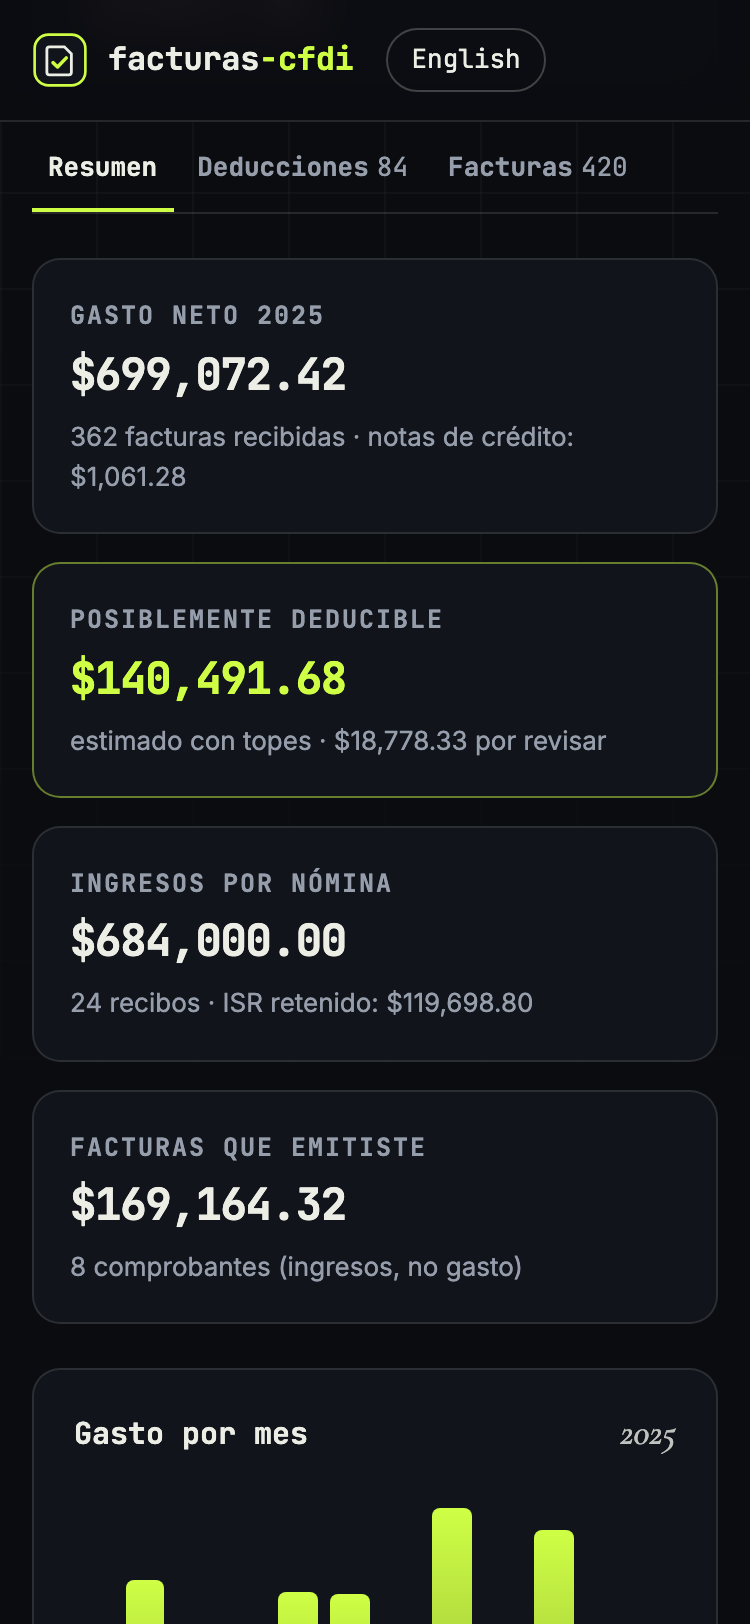 facturas-cfdi English
Resumen Deducciones 84 Facturas 420
GASTO NETO 2025
$699,072.42
362 facturas recibidas · notas de crédito:
$1,061.28
POSIBLEMENTE DEDUCIBLE
$140,491.68
estimado con topes · $18,778.33 por revisar
INGRESOS POR NÓMINA
$684,000.00
24 recibos · ISR retenido: $119,698.80
FACTURAS QUE EMITISTE
$169,164.32
8 comprobantes (ingresos, no gasto)
Gasto por mes 2025